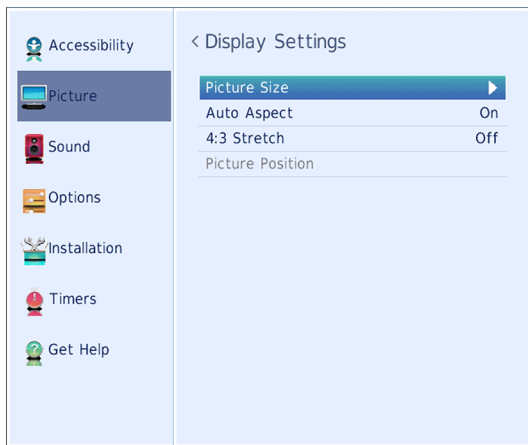 Accessibility
Picture
Sound
Options
Installation
Timers
Get Help
< Display Settings
Picture Size
Auto Aspect On
4:3 Stretch Off
Picture Position